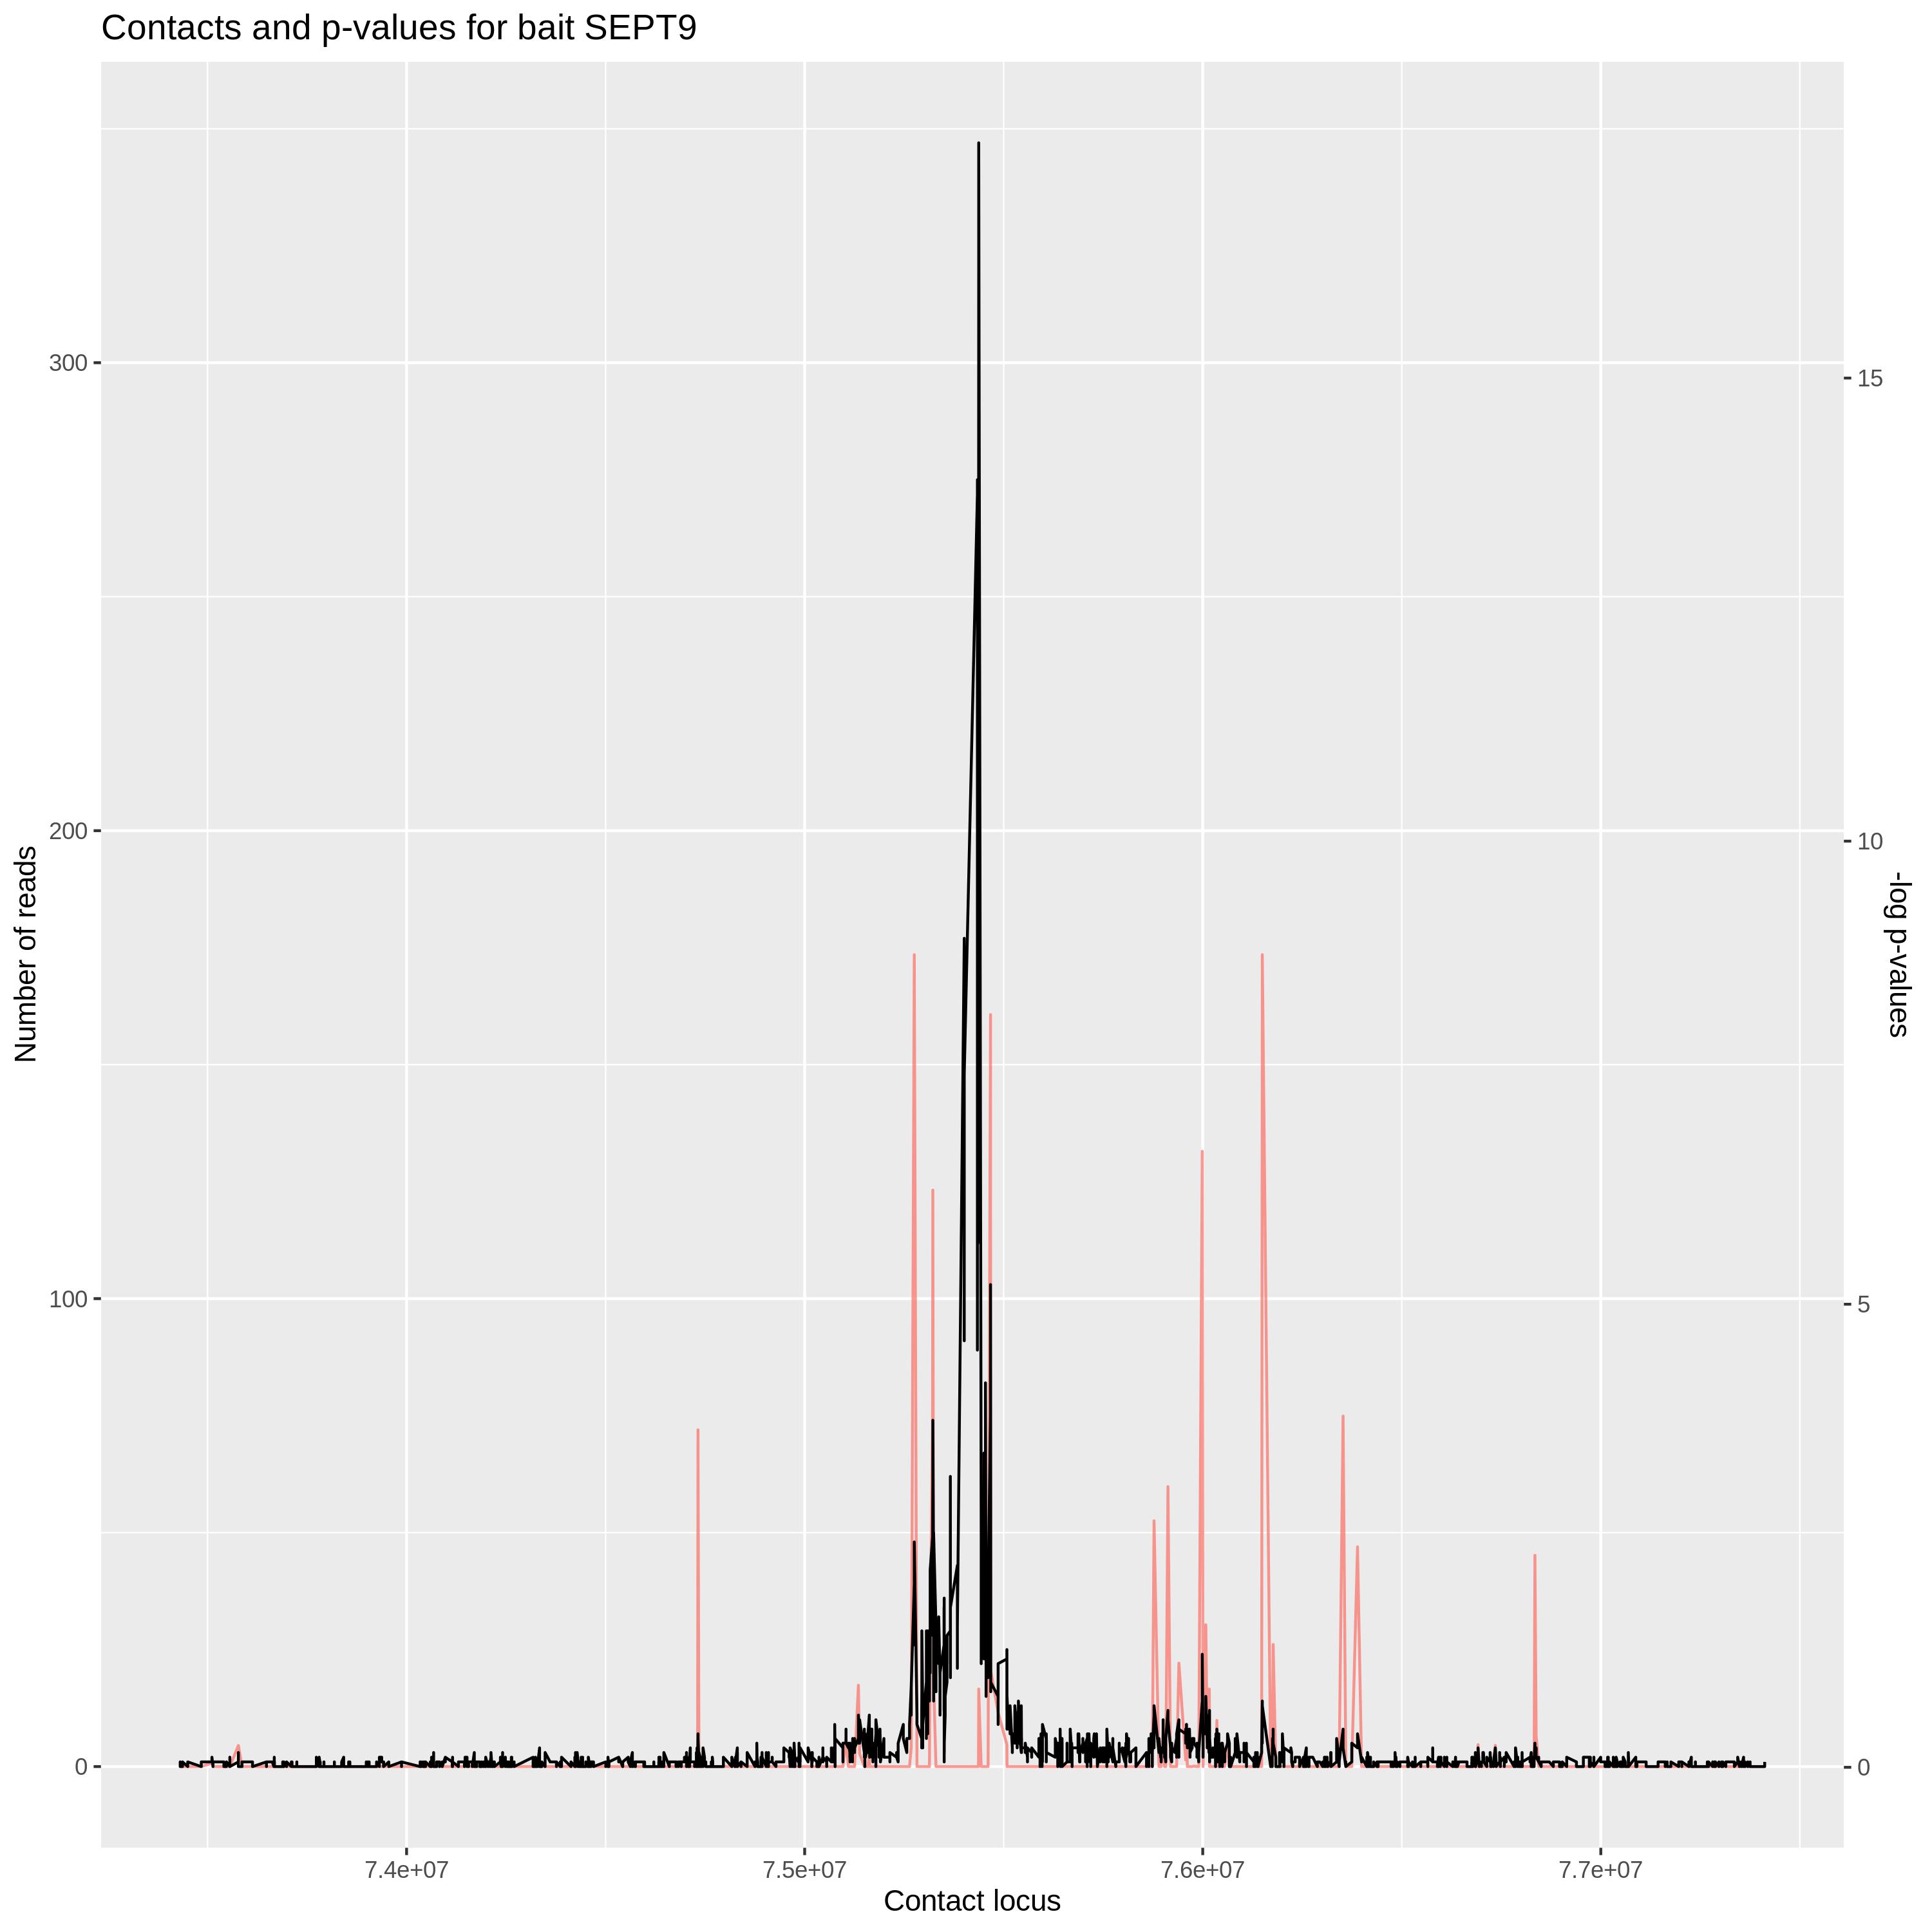 Contacts and p-values for bait SEPT9
300
200
100
0
Number of reads
15
10
5
0
-log p-values
7.4e+07
7.5e+07
7.6e+07
7.7e+07
Contact locus